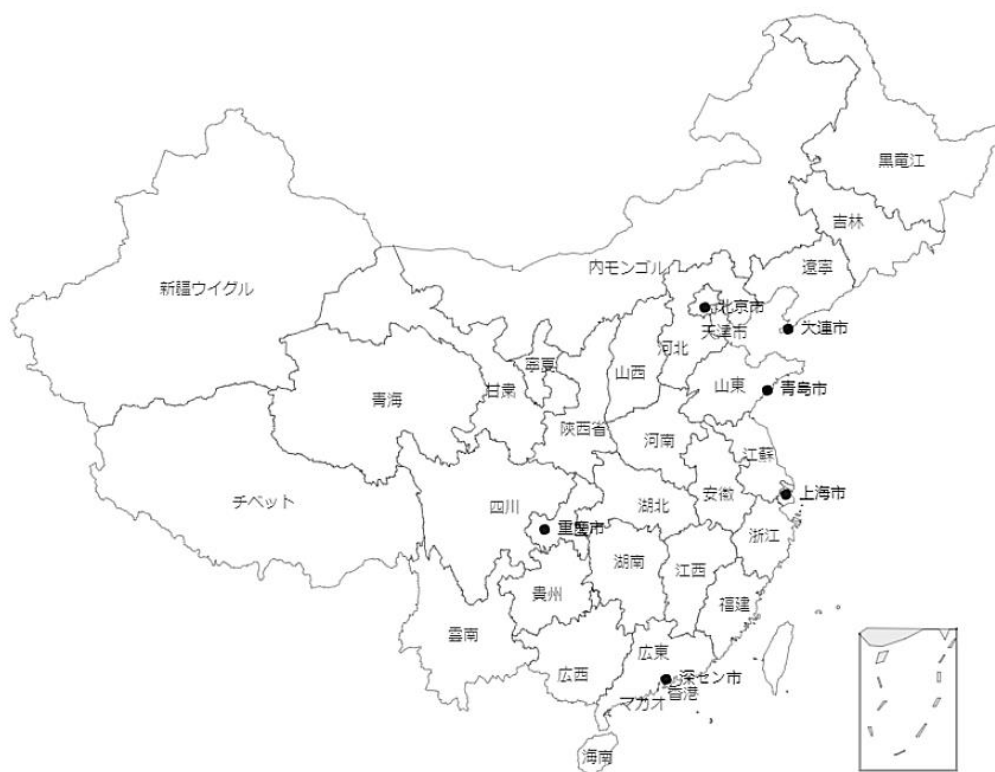 黒竜江
吉林
遼寧
内モンゴル
新疆ウイグル
北京市
天津市
大連市
河北
寧夏
山西
甘粛
青海
山東
青島市
陝西省
河南
江蘇
チベット
四川
湖北
安徽
上海市
重慶市
浙江
湖南
江西
貴州
福建
雲南
広東
広西
深セン市
香港
マカオ
海南